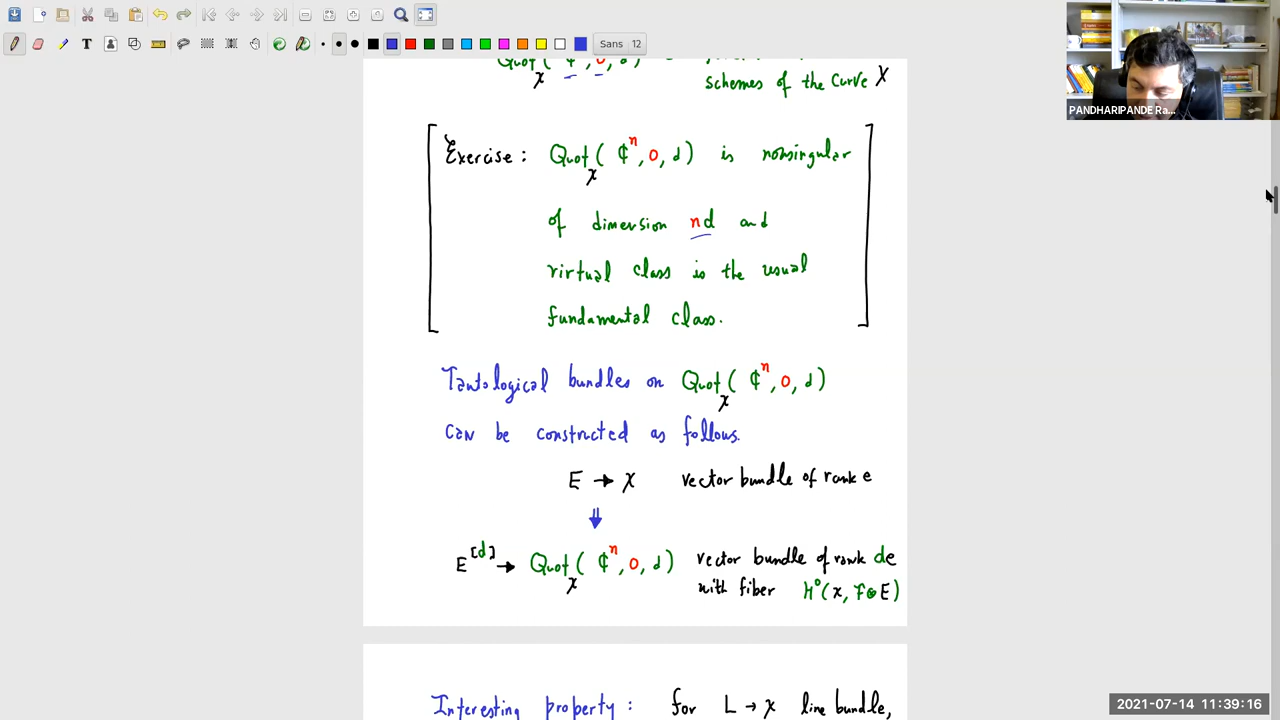 Sans 12
PANDHARIPANDE Ra...
Quot_X ( ¢^n, 0, d )
schemes of the curve X
Exercise : Quot_X ( ¢^n, 0, d ) is nonsingular
of dimension nd and
virtual class is the usual
fundamental class.
Tautological bundles on Quot_X ( ¢^n, 0, d )
can be constructed as follows.
E → X vector bundle of rank e
⇓
E^[d] → Quot_X ( ¢^n, 0, d ) vector bundle of rank de
with fiber H^0( X, F⊗E )
Interesting property : for L → X line bundle,
2021-07-14 11:39:16